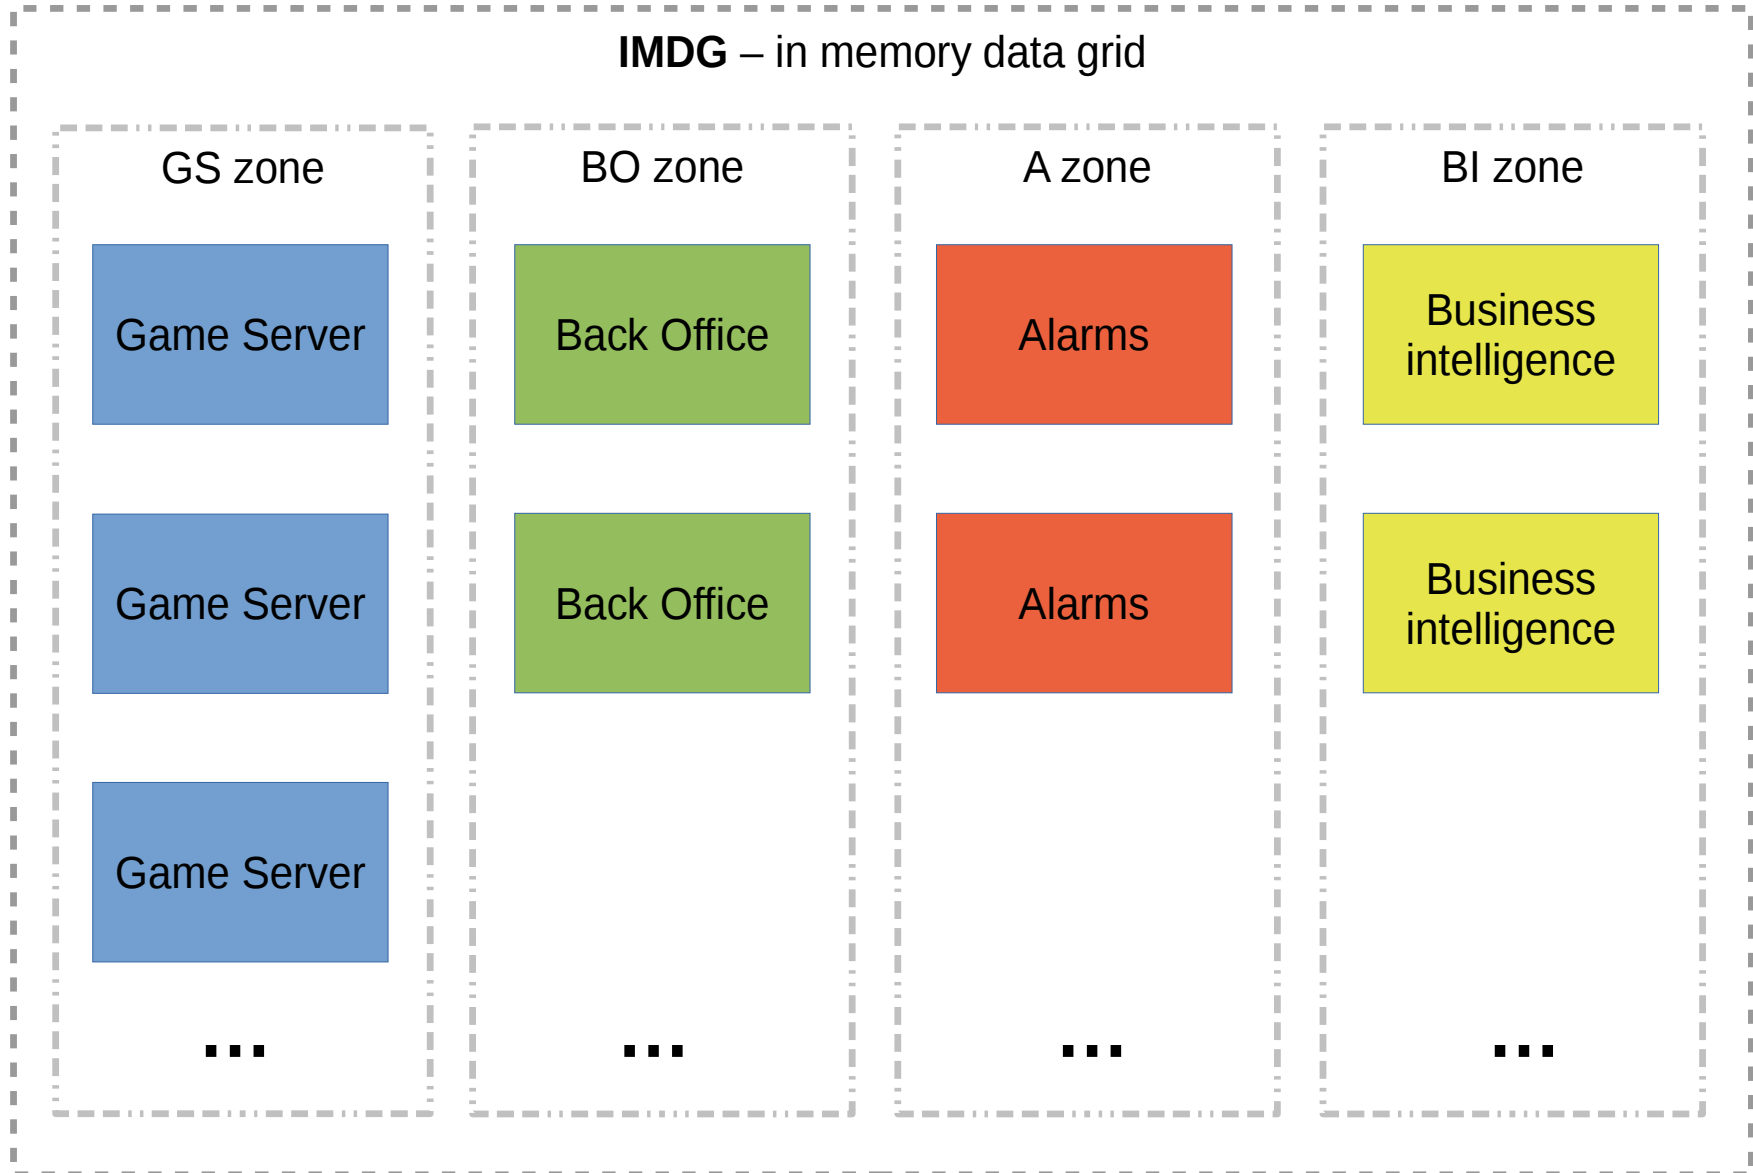 IMDG – in memory data grid
GS zone
Game Server
Game Server
Game Server
...
BO zone
Back Office
Back Office
...
A zone
Alarms
Alarms
...
BI zone
Business
intelligence
Business
intelligence
...